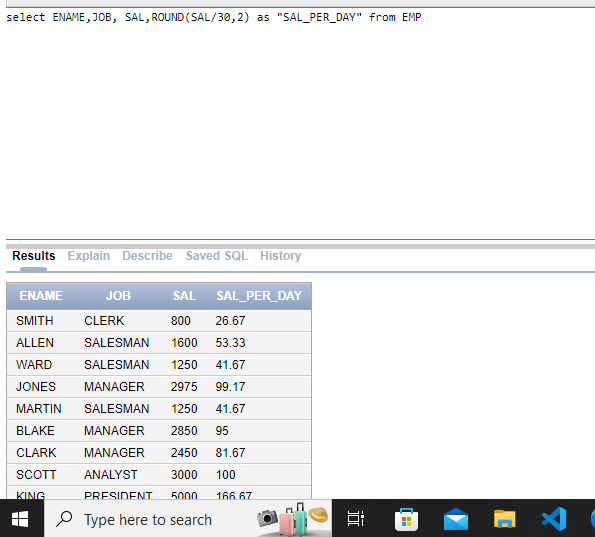 select ENAME,JOB, SAL,ROUND(SAL/30,2) as "SAL_PER_DAY" from EMP
Results Explain Describe Saved SQL History
ENAME JOB SAL SAL_PER_DAY
SMITH CLERK 800 26.67
ALLEN SALESMAN 1600 53.33
WARD SALESMAN 1250 41.67
JONES MANAGER 2975 99.17
MARTIN SALESMAN 1250 41.67
BLAKE MANAGER 2850 95
CLARK MANAGER 2450 81.67
SCOTT ANALYST 3000 100
KING PRESIDENT 5000 166.67
Type here to search